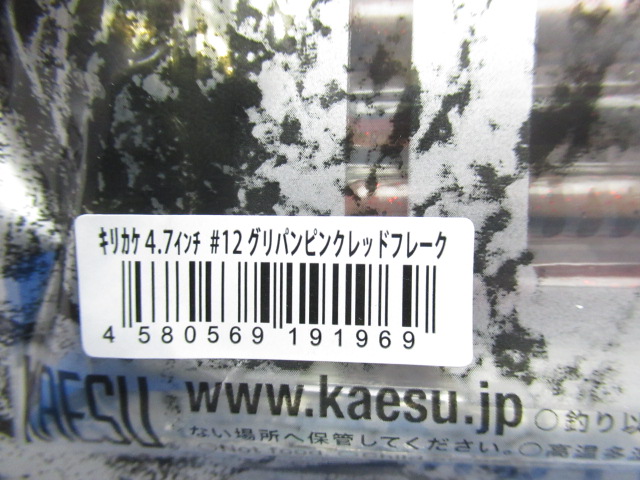 キリカケ 4.7インチ #12 グリパンピンクレッドフレーク
4 580569 191969
KAESU www.kaesu.jp ○釣り以
ない場所へ保管してください。○高温多